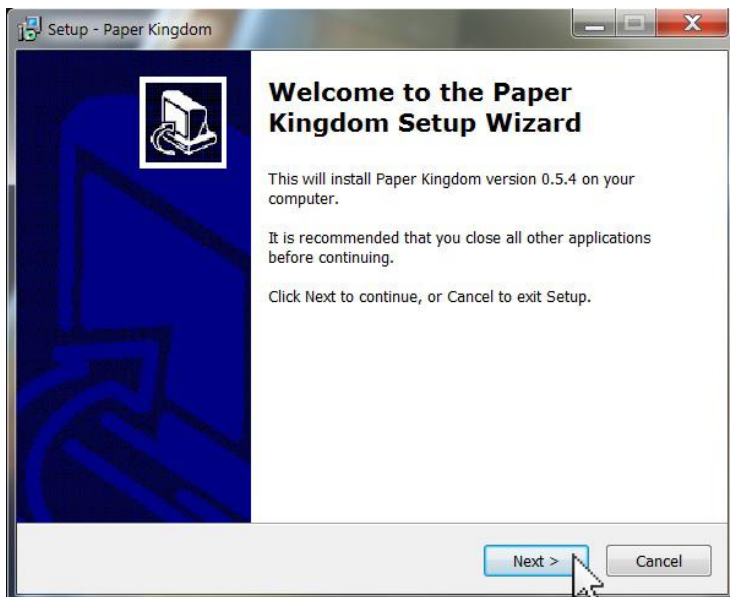 Setup - Paper Kingdom
Welcome to the Paper
Kingdom Setup Wizard
This will install Paper Kingdom version 0.5.4 on your
computer.
It is recommended that you close all other applications
before continuing.
Click Next to continue, or Cancel to exit Setup.
Next >
Cancel